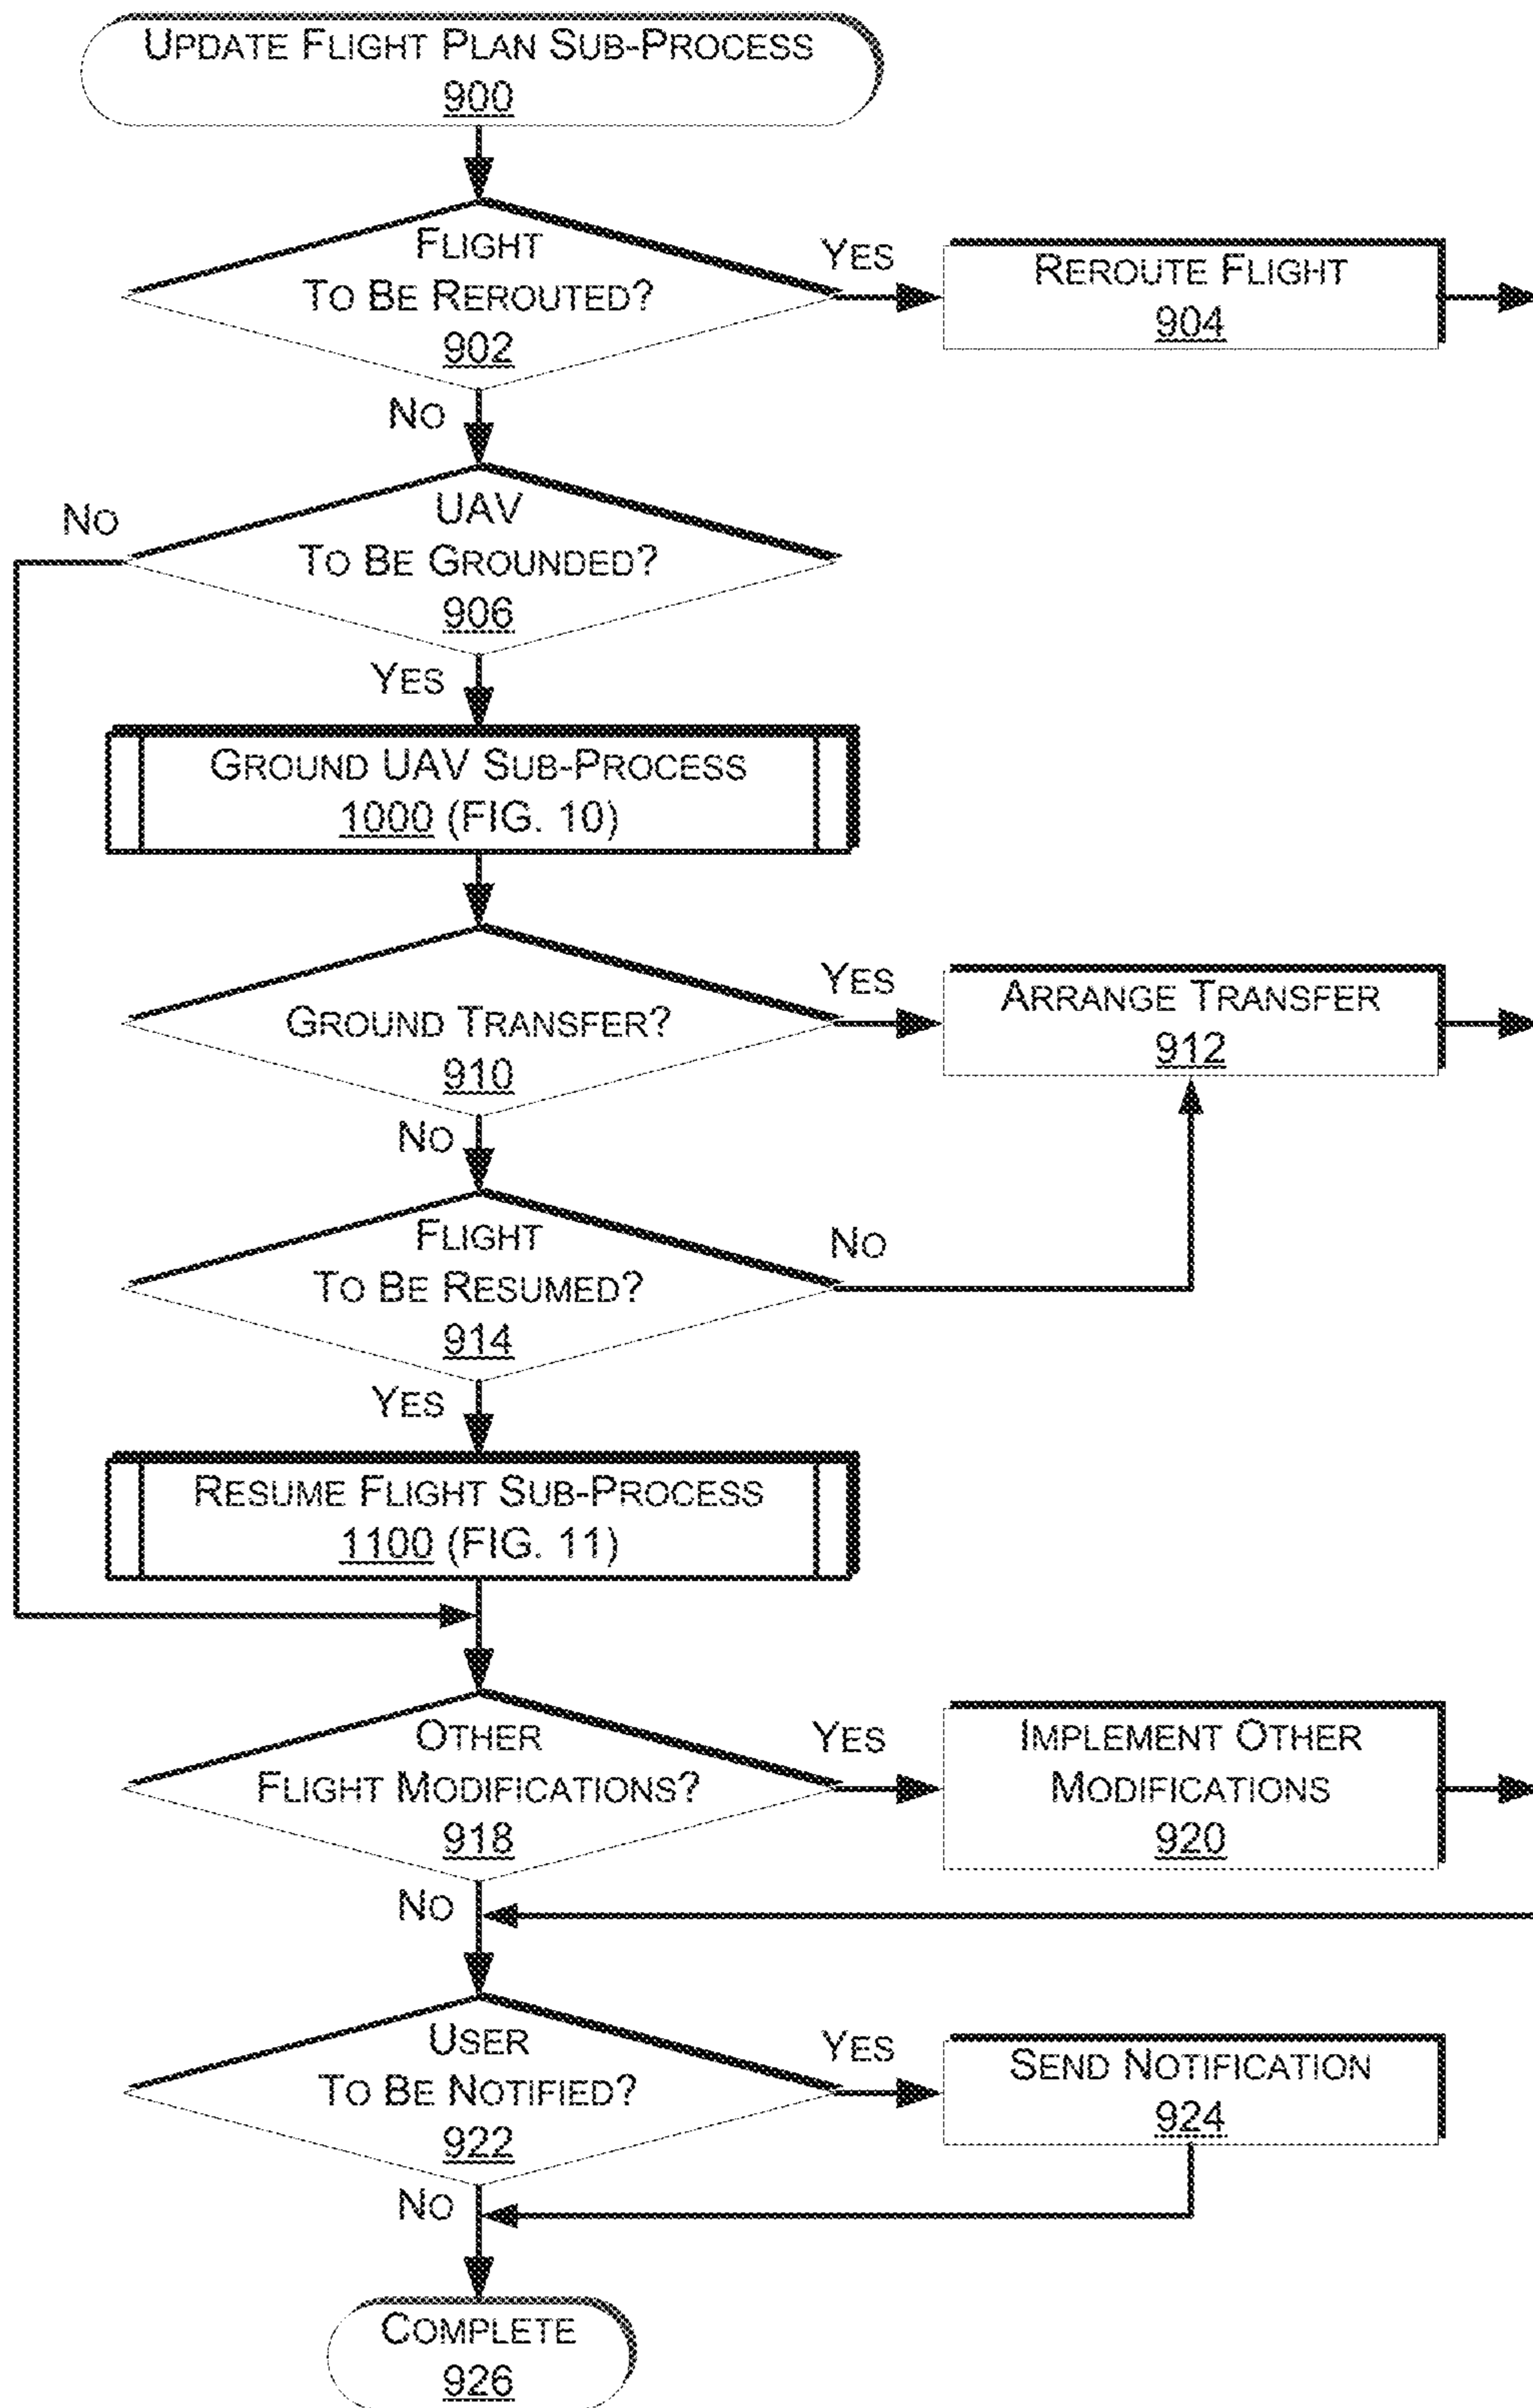 UPDATE FLIGHT PLAN SUB-PROCESS
900
FLIGHT
TO BE REROUTED?
902
YES
REROUTE FLIGHT
904
NO
UAV
TO BE GROUNDED?
906
NO
YES
GROUND UAV SUB-PROCESS
1000 (FIG. 10)
GROUND TRANSFER?
910
YES
ARRANGE TRANSFER
912
NO
FLIGHT
TO BE RESUMED?
914
NO
YES
RESUME FLIGHT SUB-PROCESS
1100 (FIG. 11)
OTHER
FLIGHT MODIFICATIONS?
918
YES
IMPLEMENT OTHER
MODIFICATIONS
920
NO
USER
TO BE NOTIFIED?
922
YES
SEND NOTIFICATION
924
NO
COMPLETE
926